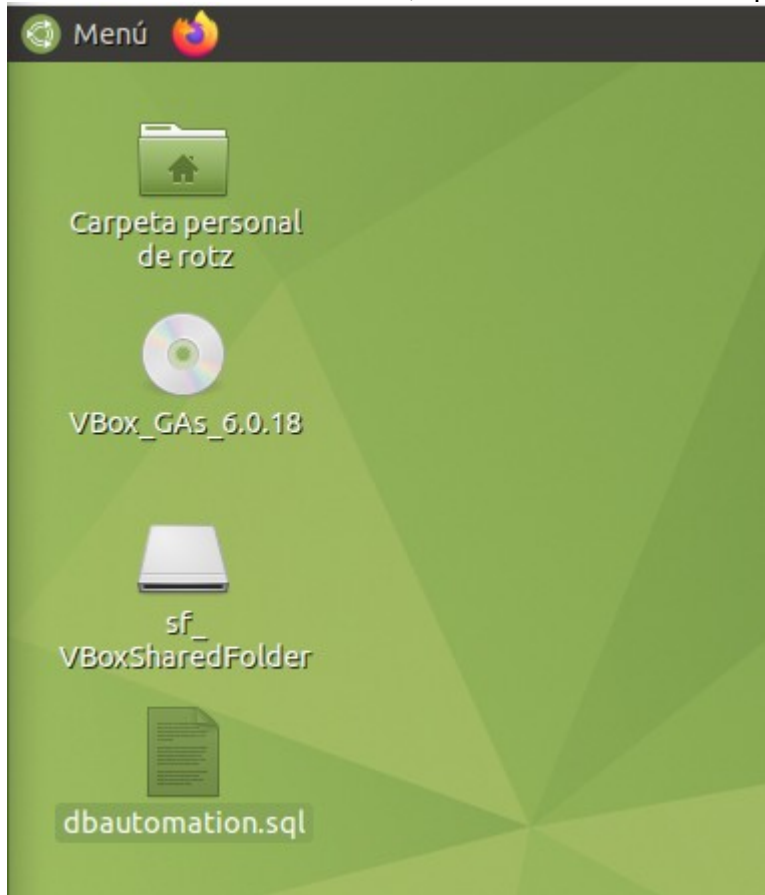 Menú
Carpeta personal
de rotz
VBox_GAs_6.0.18
sf_
VBoxSharedFolder
dbautomation.sql